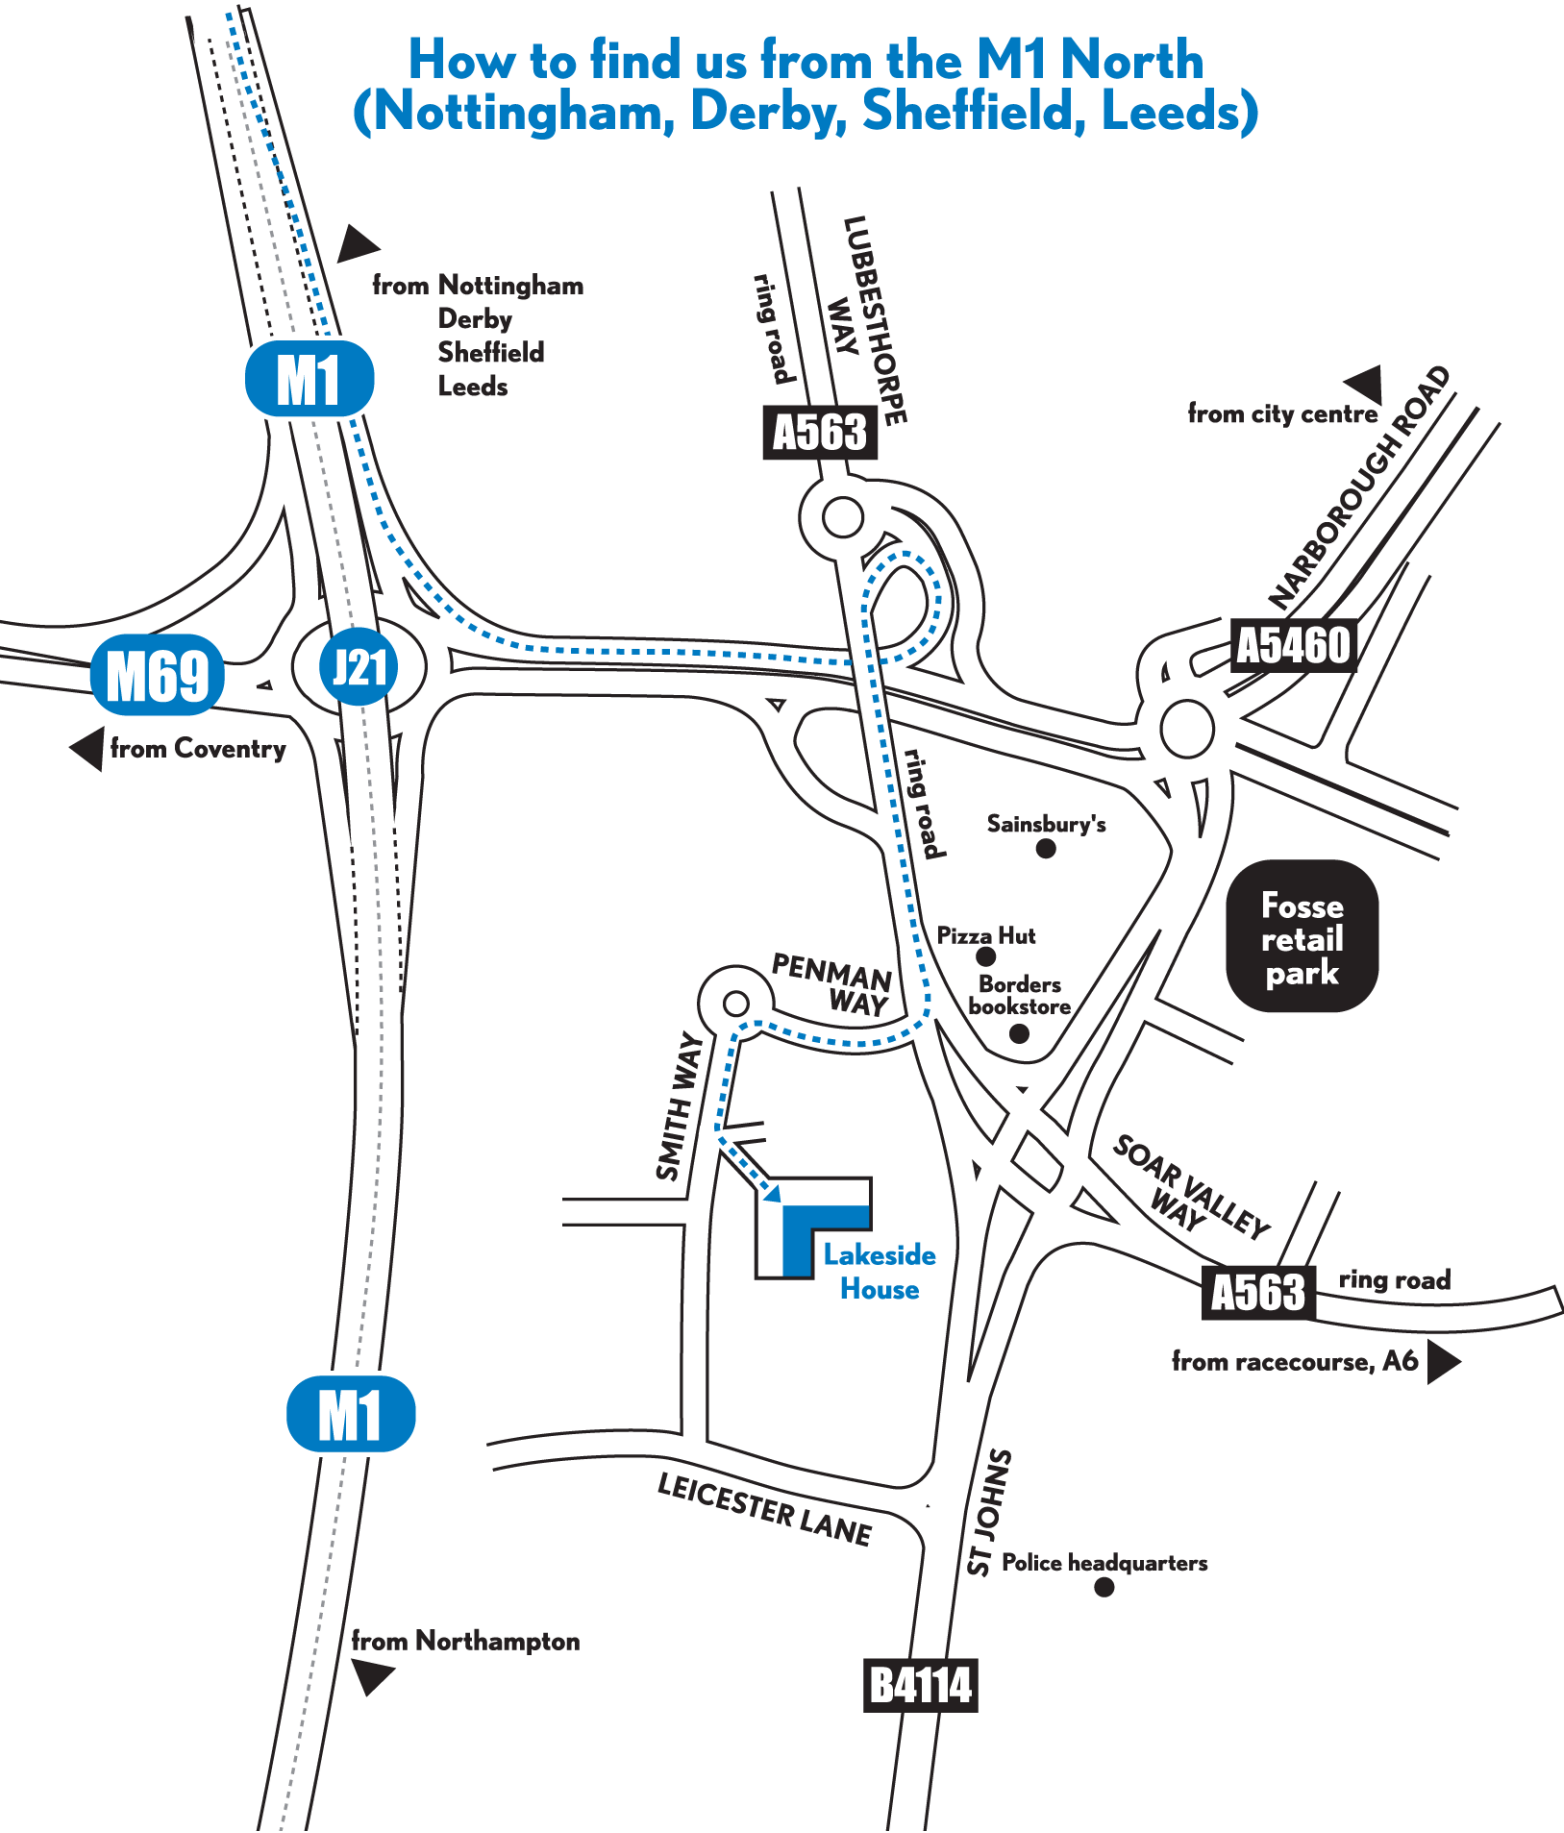 How to find us from the M1 North
(Nottingham, Derby, Sheffield, Leeds)
from Nottingham
Derby
Sheffield
Leeds
M1
LUBBESTHORPE
WAY
ring road
A563
from city centre
NARBOROUGH ROAD
A5460
M69
J21
from Coventry
ring road
Sainsbury's
Fosse
retail
park
Pizza Hut
Borders
bookstore
PENMAN
WAY
SMITH WAY
SOAR VALLEY
WAY
Lakeside
House
A563
ring road
from racecourse, A6
M1
LEICESTER LANE
ST JOHNS
Police headquarters
from Northampton
B4114